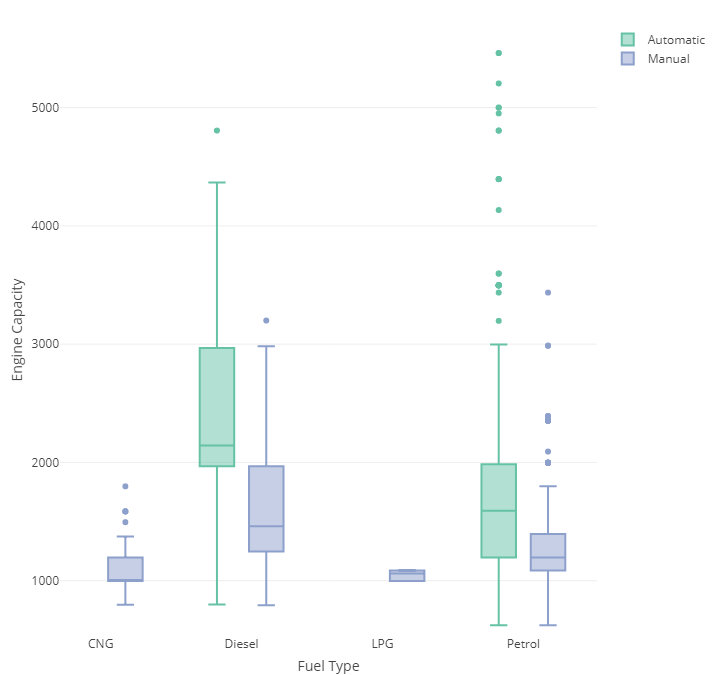 Automatic
Manual
5000
4000
3000
2000
1000
Engine Capacity
CNG
Diesel
LPG
Petrol
Fuel Type